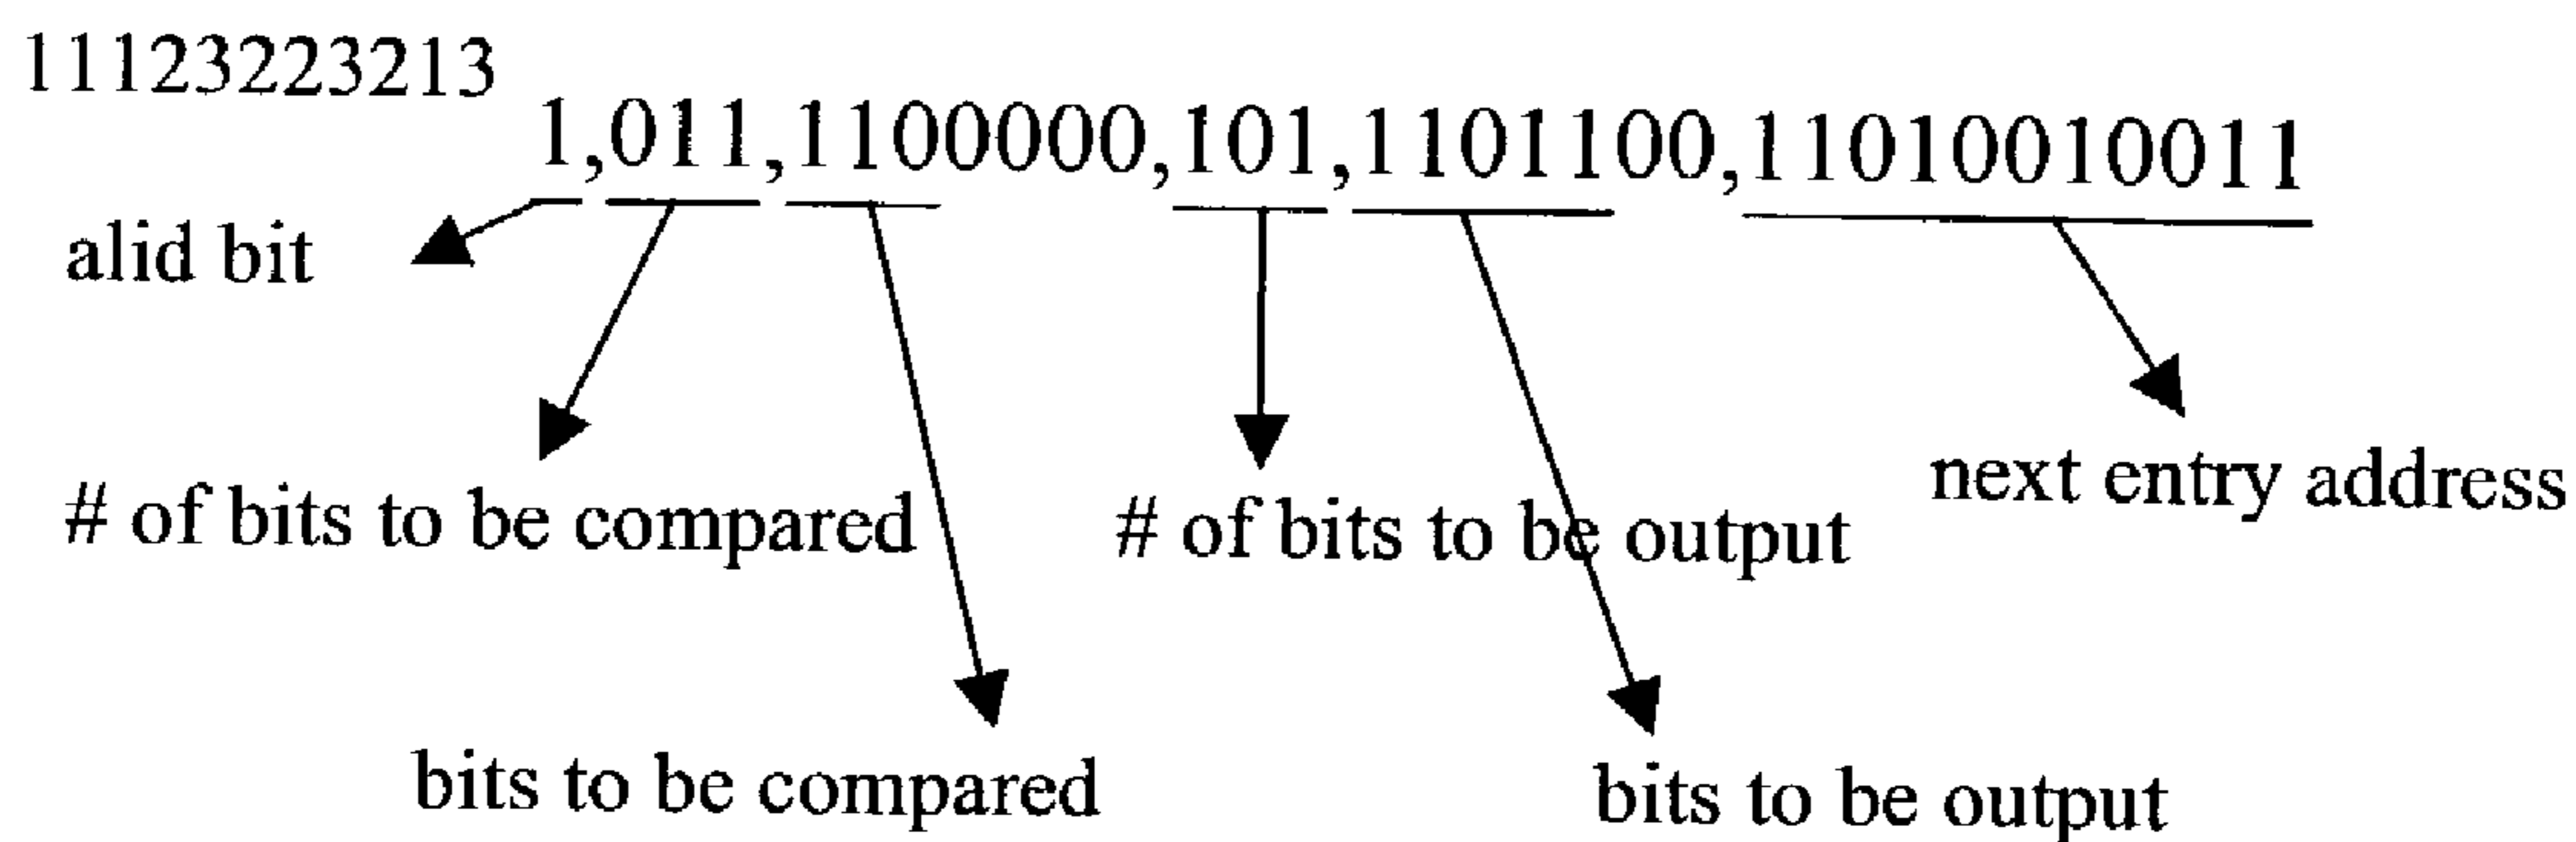 11123223213
1,011,1100000,101,1101100,11010010011
alid bit
# of bits to be compared
# of bits to be output
next entry address
bits to be compared
bits to be output